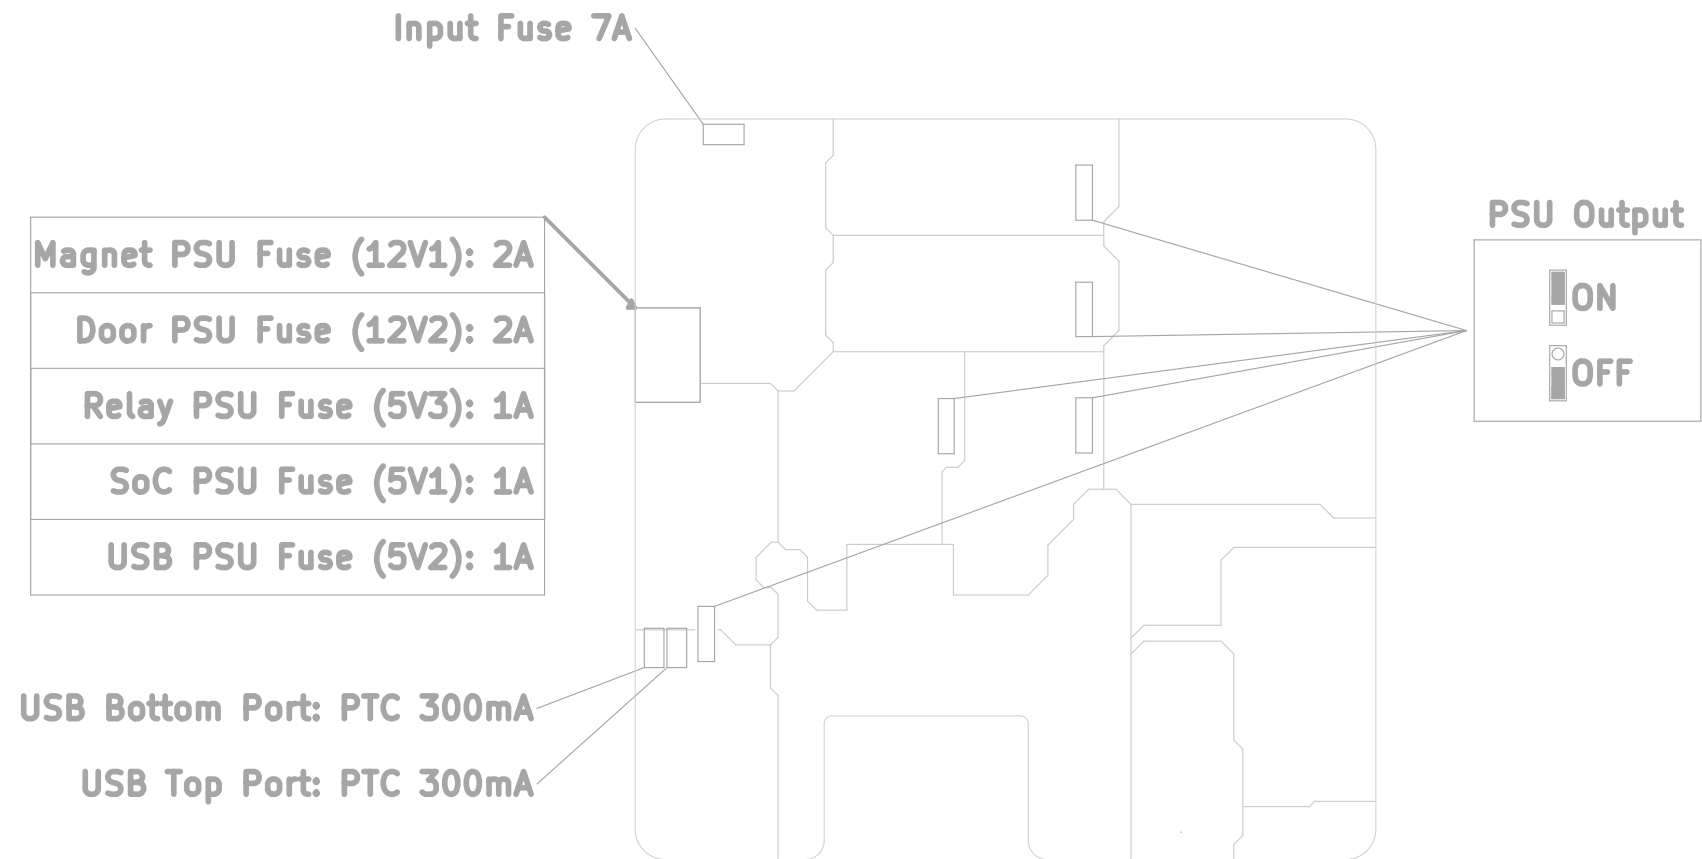 Input Fuse 7A
PSU Output
Magnet PSU Fuse (12V1): 2A
Door PSU Fuse (12V2): 2A
Relay PSU Fuse (5V3): 1A
SoC PSU Fuse (5V1): 1A
USB PSU Fuse (5V2): 1A
ON
OFF
USB Bottom Port: PTC 300mA
USB Top Port: PTC 300mA